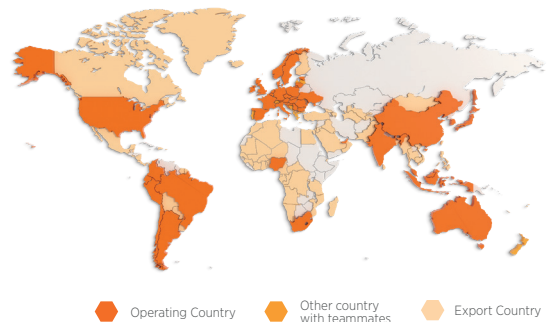 Operating Country
Other country
with teammates
Export Country